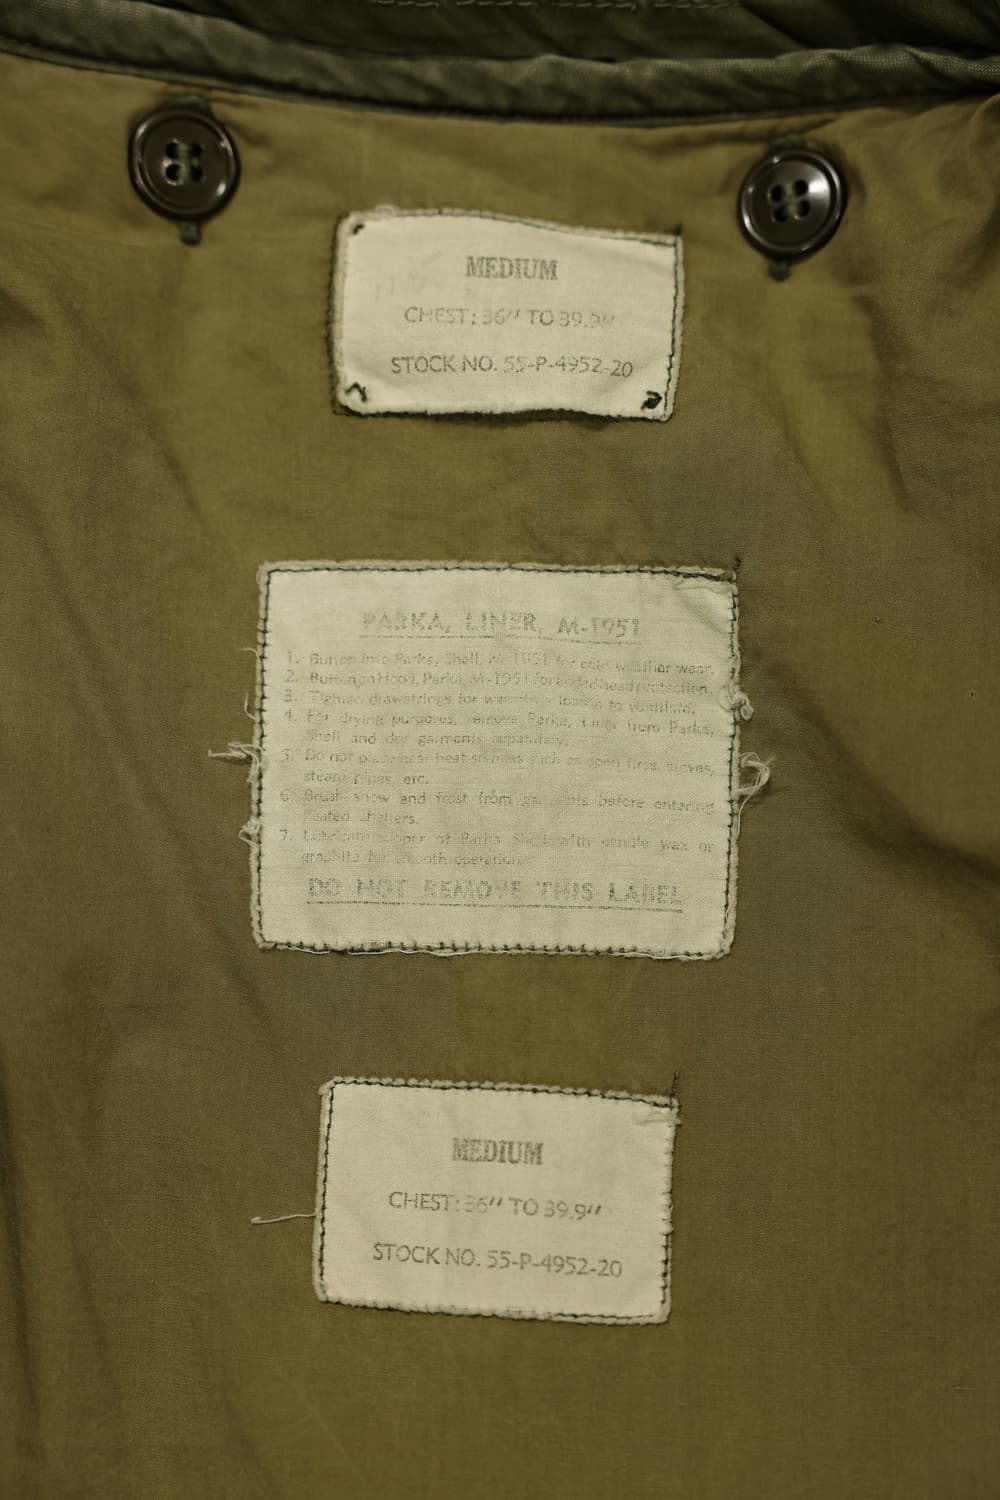 MEDIUM
CHEST: 36" TO 39.9"
STOCK NO. 55-P-4952-20
PARKA, LINER, M-1951
1. Button into Parka, Shell, M-1951 for cold weather wear.
2. Button on Hood, Parka, M-1951 for added head protection.
3. Tighten drawstrings for warmth, loosen to ventilate.
4. For drying purposes, remove Parka, Liner from Parka,
Shell and dry garments separately.
5. Do not place near heat sources such as open fires, stoves,
steam pipes, etc.
6. Brush snow and frost from garments before entering
heated shelters.
7. Lubricate zipper of Parka Shell with candle wax or
graphite for smooth operation.
DO NOT REMOVE THIS LABEL
MEDIUM
CHEST: 36" TO 39.9"
STOCK NO. 55-P-4952-20